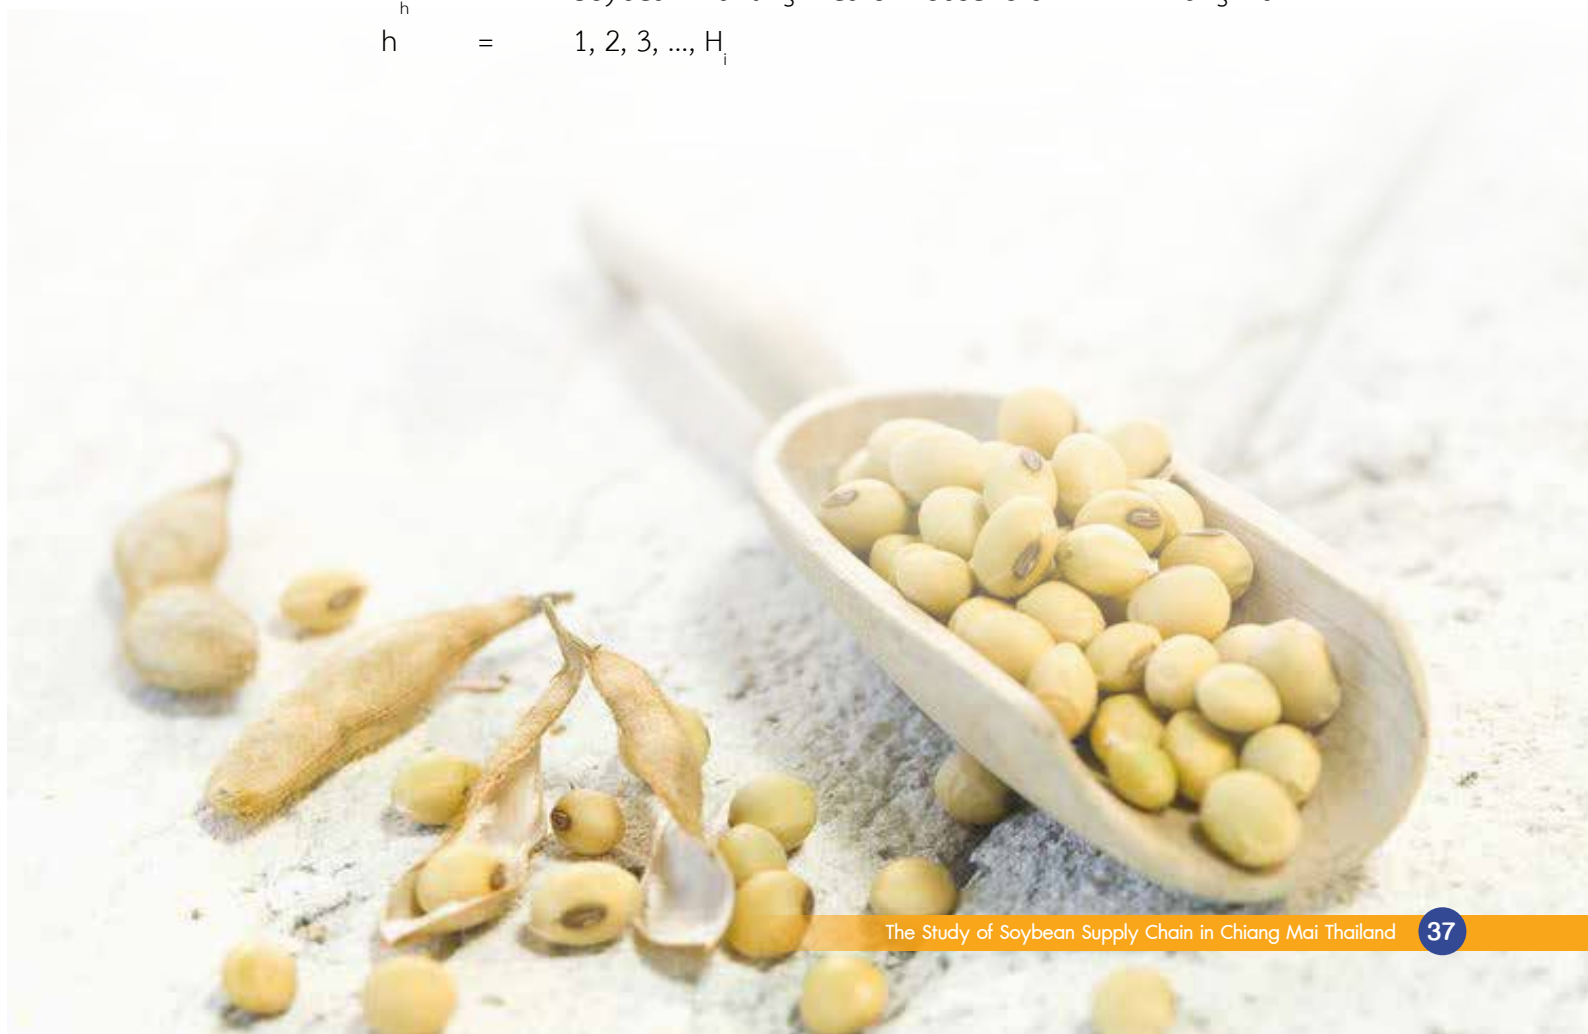 h
h = 1, 2, 3, ..., Hᵢ
The Study of Soybean Supply Chain in Chiang Mai Thailand 37